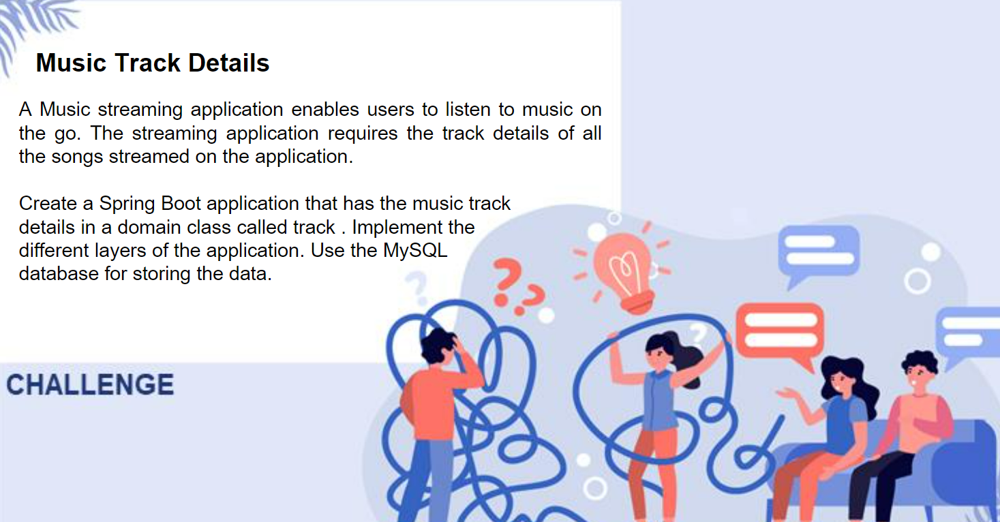 Music Track Details
A Music streaming application enables users to listen to music on
the go. The streaming application requires the track details of all
the songs streamed on the application.
Create a Spring Boot application that has the music track
details in a domain class called track . Implement the
different layers of the application. Use the MySQL
database for storing the data.
? ? ?
?
CHALLENGE